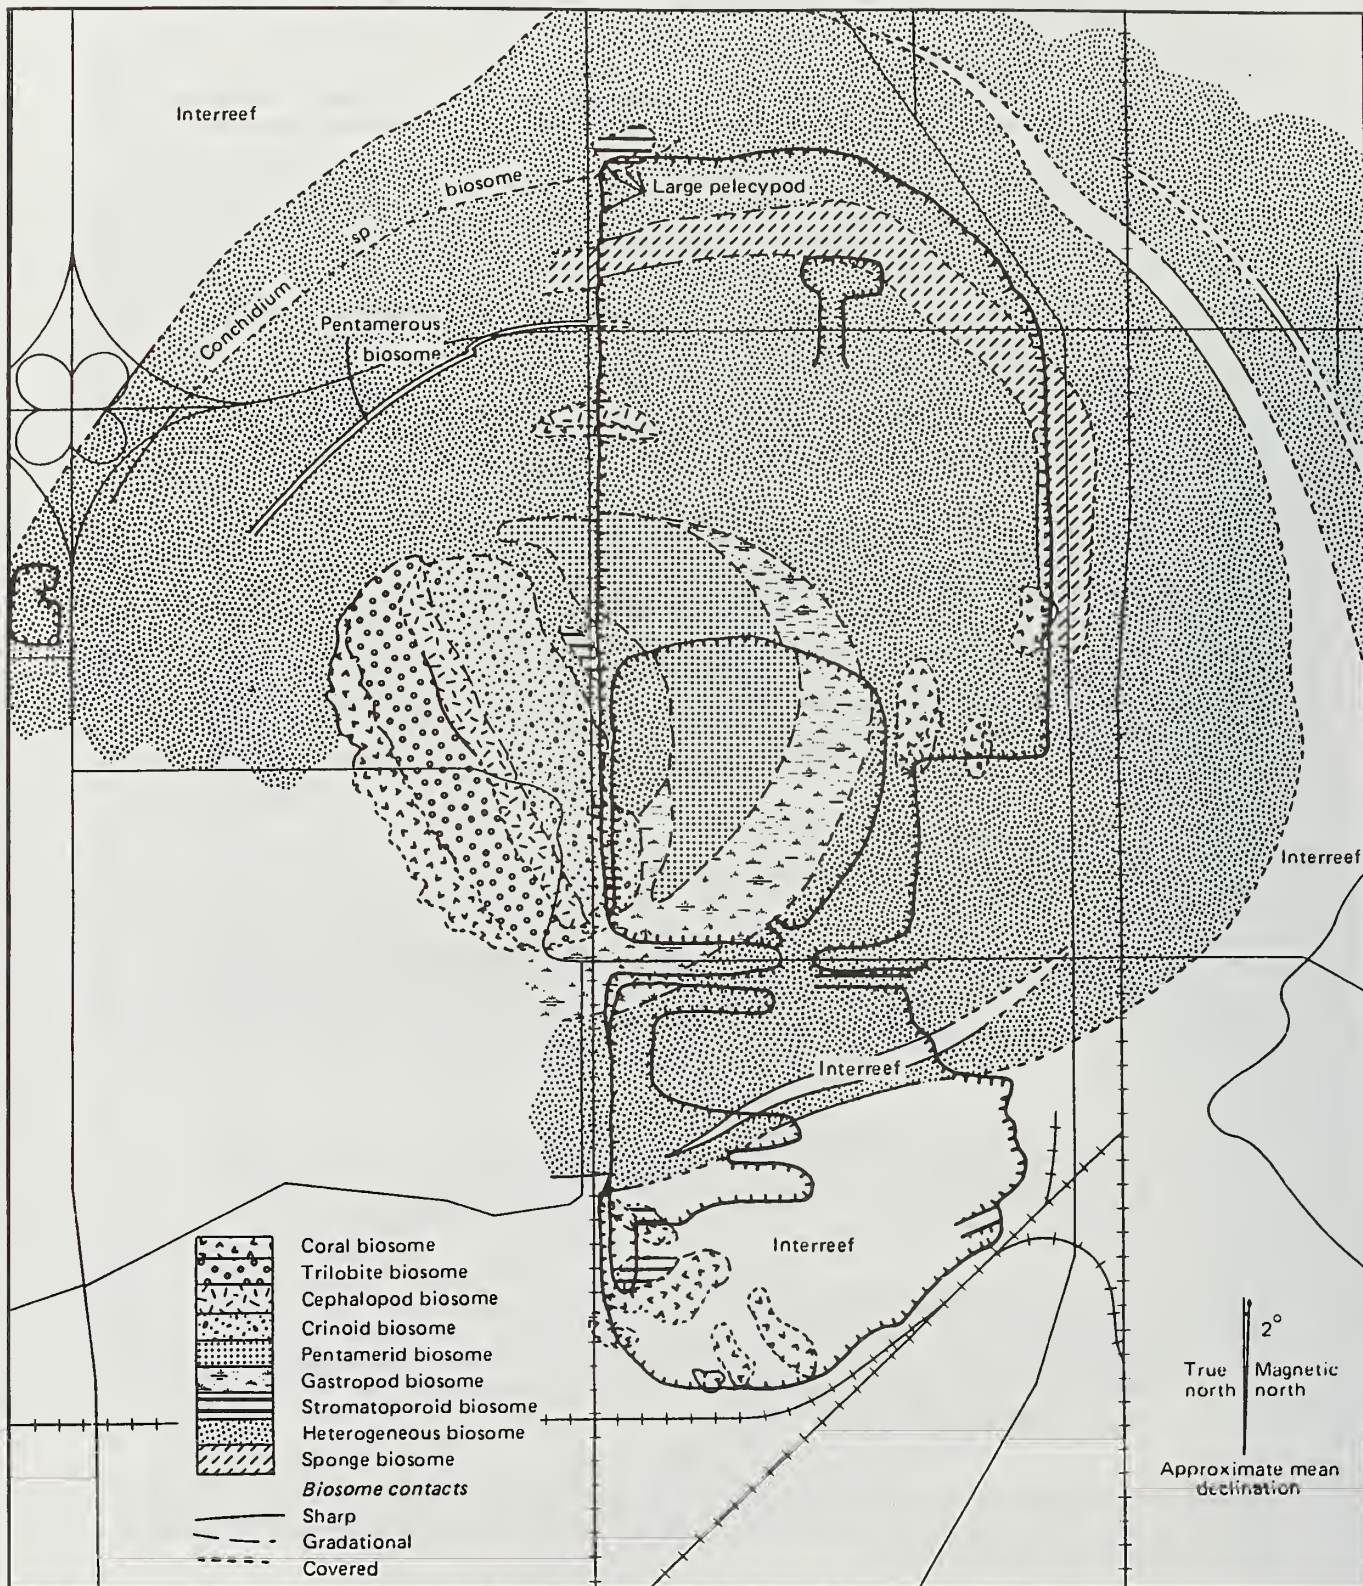 Interreef
biosome
Large pelecypod
sp
Conchidium
Pentamerous
biosome
Interreef
Interreef
Interreef
Coral biosome
Trilobite biosome
Cephalopod biosome
Crinoid biosome
Pentamerid biosome
Gastropod biosome
Stromatoporoid biosome
Heterogeneous biosome
Sponge biosome
Biosome contacts
Sharp
Gradational
Covered
2°
True Magnetic
north north
Approximate mean
declination